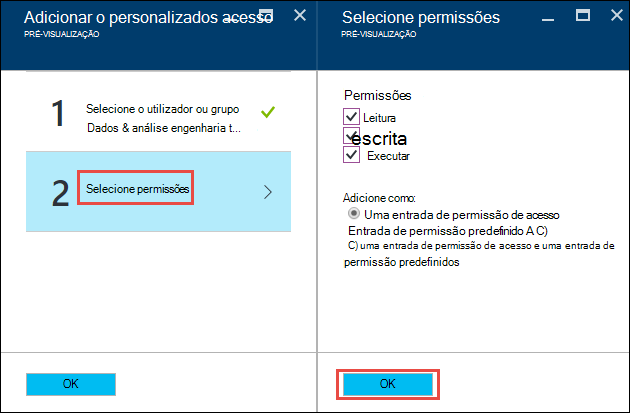 Adicionar o personalizados acesso
PRÉ-VISUALIZAÇÃO
1
Selecione o utilizador ou grupo
Dados & análise engenharia t...
2
Selecione permissões
OK
Selecione permissões
PRÉ-VISUALIZAÇÃO
Permissões
Leitura
escrita
Executar
Adicione como:
Uma entrada de permissão de acesso
Entrada de permissão predefinido A C)
C) uma entrada de permissão de acesso e uma entrada de
permissão predefinidos
OK